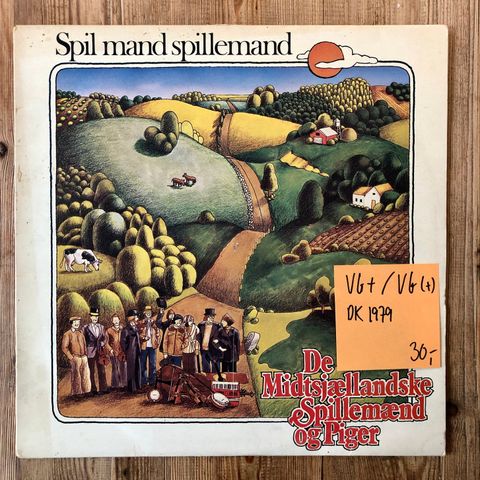 Spil mand spillemand
VG+ / VG(+)
DK 1979
30,-
De
Midtsjællandske
Spillemænd
og Piger